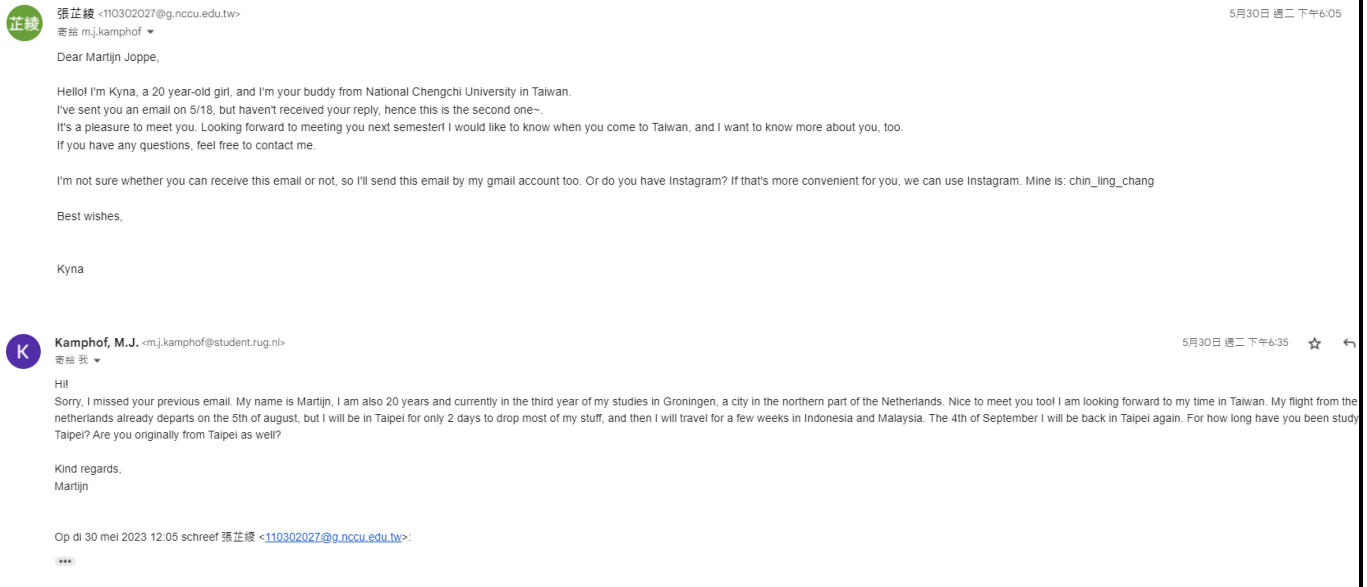 芷綾
張芷綾 <110302027@g.nccu.edu.tw>
5月30日 週二 下午6:05
寄給 m.j.kamphof
Dear Martijn Joppe,
Hello! I'm Kyna, a 20 year-old girl, and I'm your buddy from National Chengchi University in Taiwan.
I've sent you an email on 5/18, but haven't received your reply, hence this is the second one~.
It's a pleasure to meet you. Looking forward to meeting you next semester! I would like to know when you come to Taiwan, and I want to know more about you, too.
If you have any questions, feel free to contact me.
I'm not sure whether you can receive this email or not, so I'll send this email by my gmail account too. Or do you have Instagram? If that's more convenient for you, we can use Instagram. Mine is: chin_ling_chang
Best wishes,
Kyna
K
Kamphof, M.J. <m.j.kamphof@student.rug.nl>
5月30日 週二 下午6:35
寄給 我
Hi!
Sorry, I missed your previous email. My name is Martijn, I am also 20 years and currently in the third year of my studies in Groningen, a city in the northern part of the Netherlands. Nice to meet you too! I am looking forward to my time in Taiwan. My flight from the
netherlands already departs on the 5th of august, but I will be in Taipei for only 2 days to drop most of my stuff, and then I will travel for a few weeks in Indonesia and Malaysia. The 4th of September I will be back in Taipei again. For how long have you been study
Taipei? Are you originally from Taipei as well?
Kind regards,
Martijn
Op di 30 mei 2023 12:05 schreef 張芷綾 <110302027@g.nccu.edu.tw>: